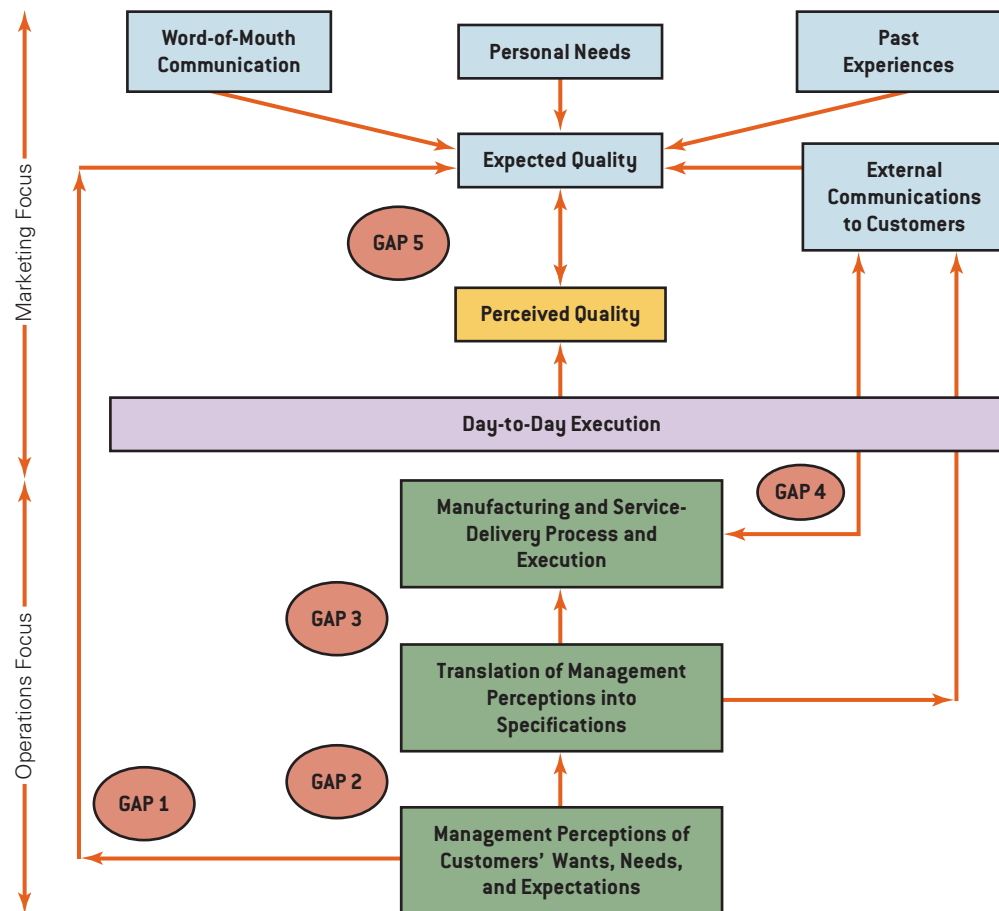 Word-of-Mouth
Communication
Personal Needs
Past
Experiences
Expected Quality
External
Communications
to Customers
GAP 5
Perceived Quality
Marketing Focus
Day-to-Day Execution
Manufacturing and Service-
Delivery Process and
Execution
GAP 4
GAP 3
Translation of Management
Perceptions into
Specifications
GAP 2
GAP 1
Management Perceptions of
Customers' Wants, Needs,
and Expectations
Operations Focus